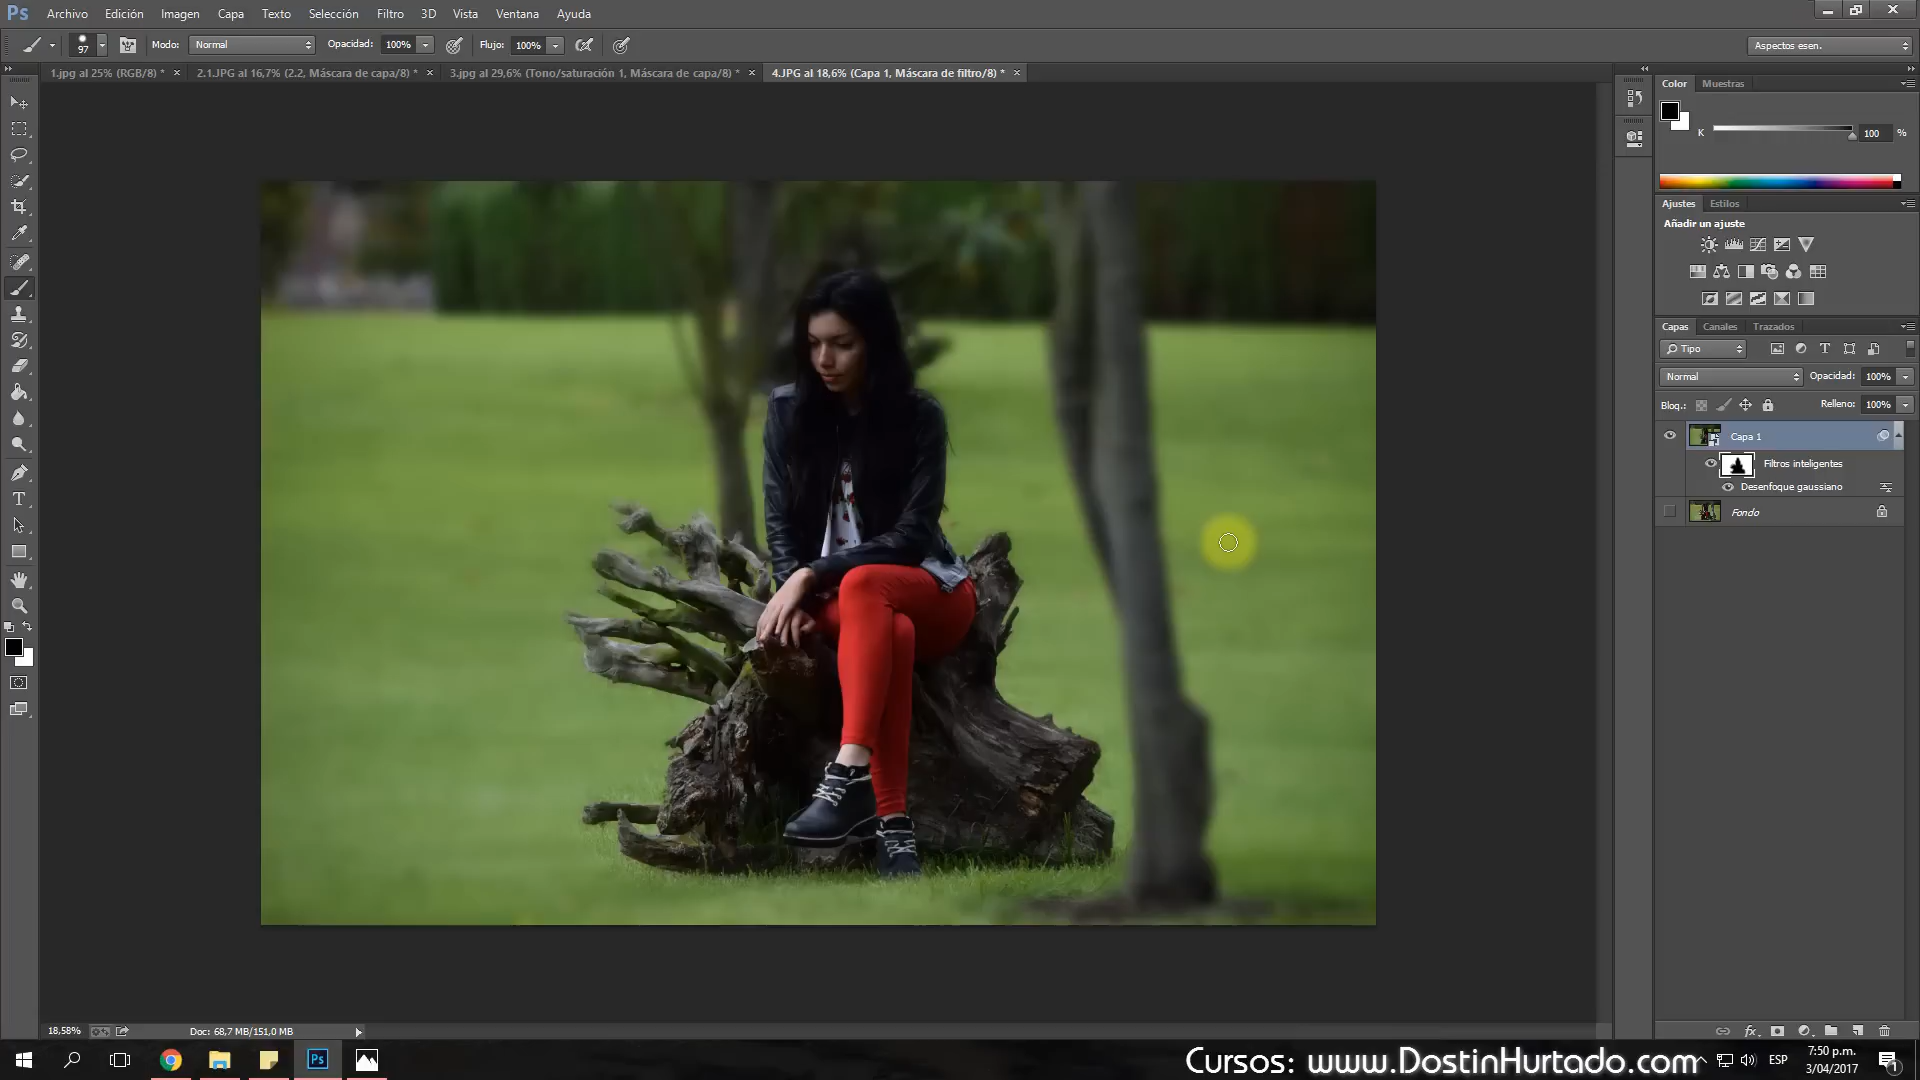 Ps Archivo Edición Imagen Capa Texto Selección Filtro 3D Vista Ventana Ayuda
97 Modo: Normal Opacidad: 100% Flujo: 100% Aspectos esen.
1.jpg al 25% (RGB/8) * × 2.1.JPG al 16,7% (2.2, Máscara de capa/8) * × 3.jpg al 29,6% (Tono/saturación 1, Máscara de capa/8) * × 4.JPG al 18,6% (Capa 1, Máscara de filtro/8) * ×
Color Muestras
K 100 %
Ajustes Estilos
Añadir un ajuste
Capas Canales Trazados
Tipo
Normal Opacidad: 100%
Bloq.: Relleno: 100%
Capa 1
Filtros inteligentes
Desenfoque gaussiano
Fondo
18,58% Doc: 68,7 MB/151,0 MB
Ps
Cursos: www.DostinHurtado.com
ESP
7:50 p.m.
3/04/2017
1